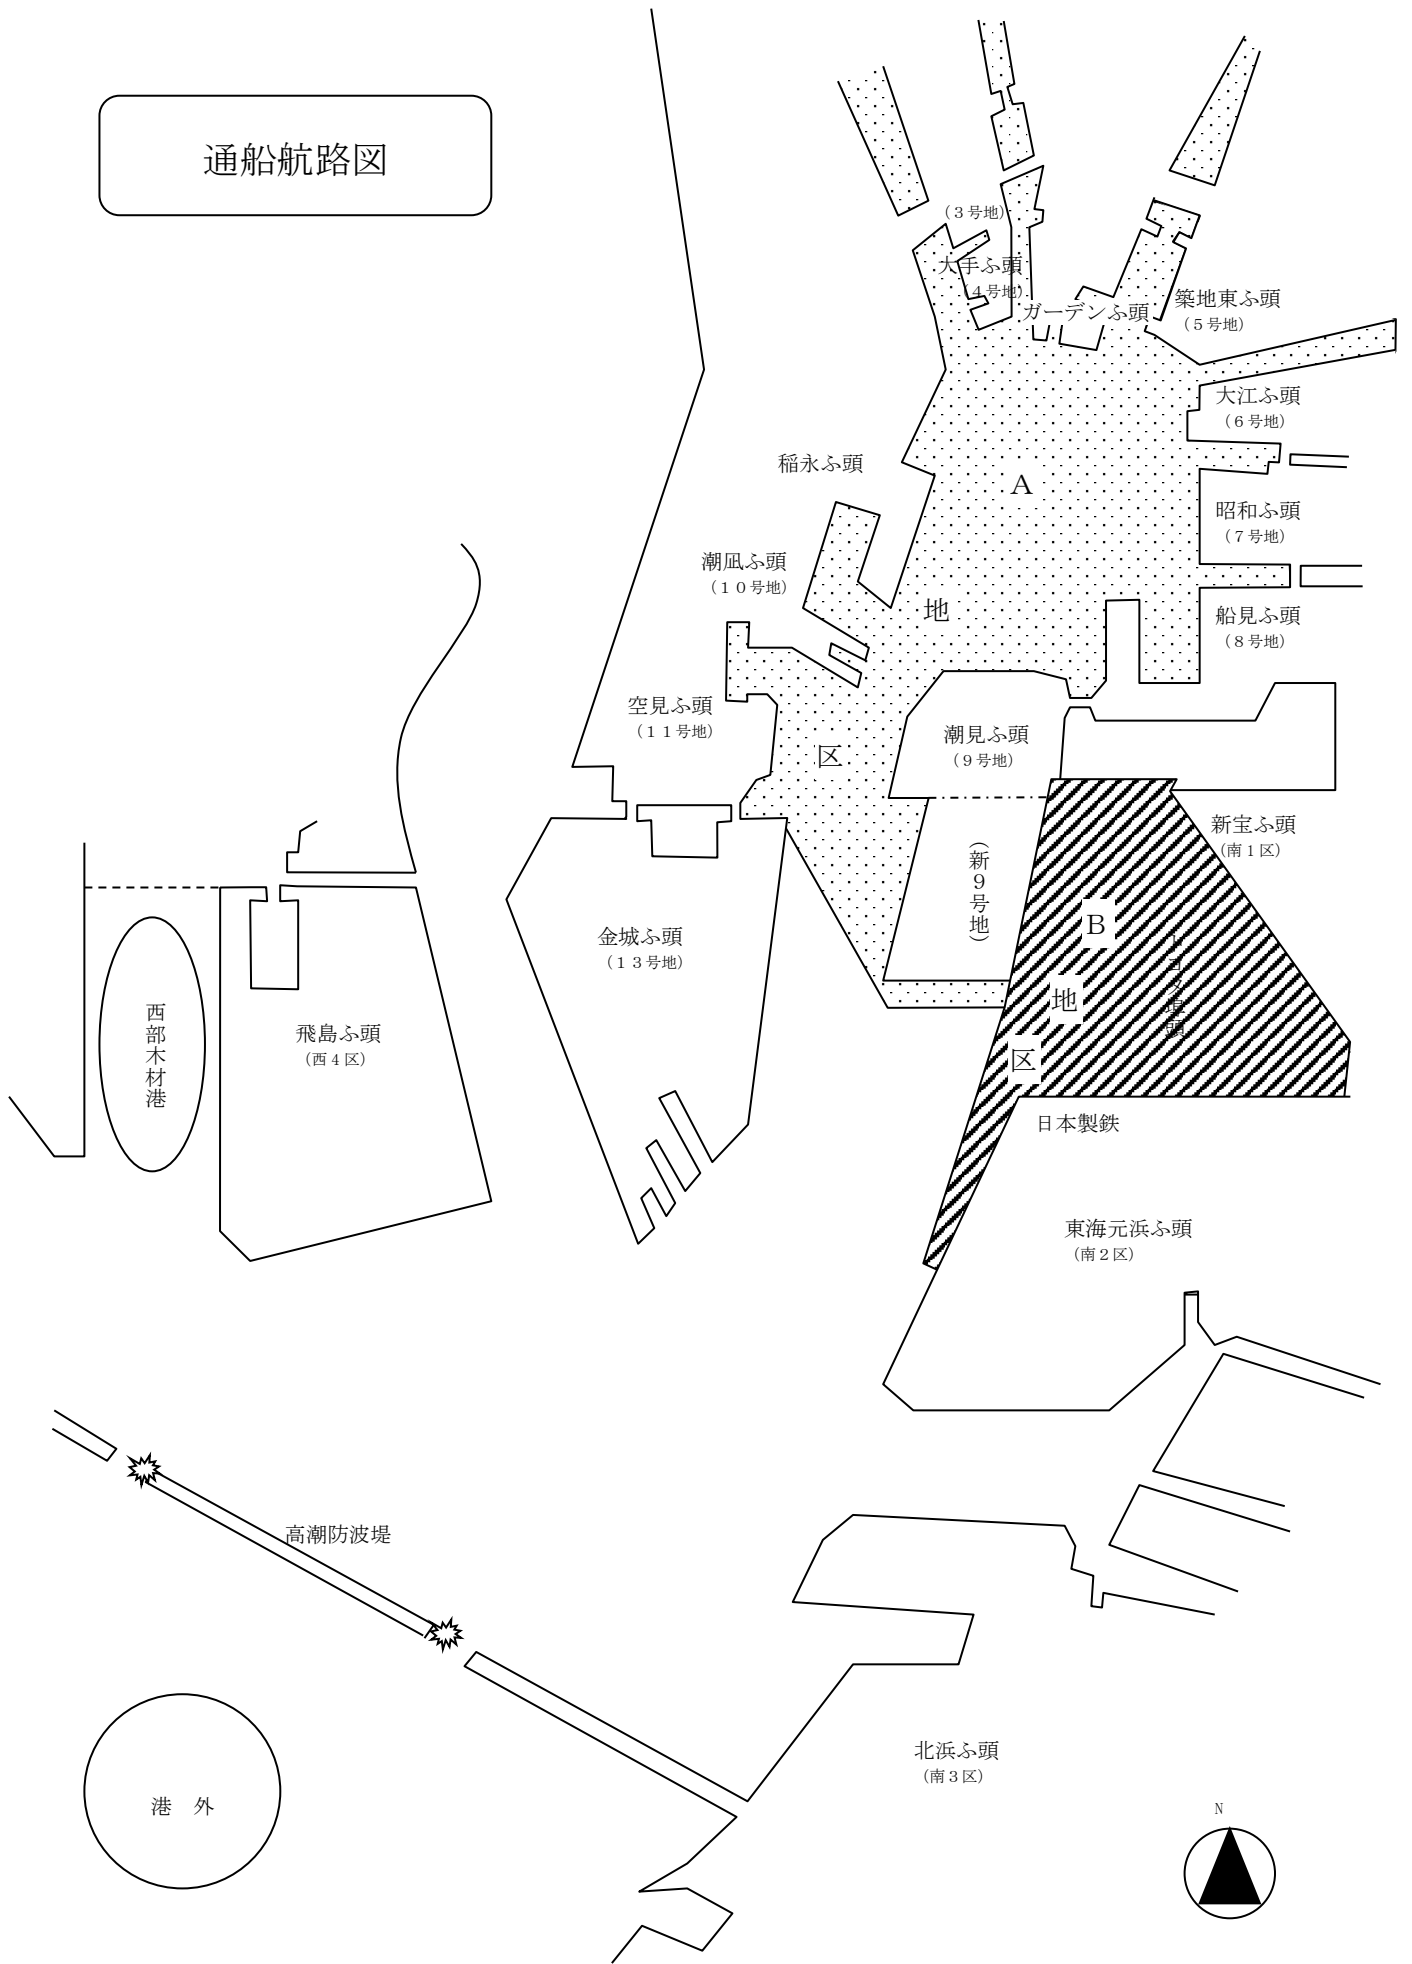 通船航路図
（３号地）
大手ふ頭
（４号地）
ガーデンふ頭
築地東ふ頭
（５号地）
大江ふ頭
（６号地）
稲永ふ頭
Ａ
昭和ふ頭
（７号地）
潮凪ふ頭
（１０号地）
地
船見ふ頭
（８号地）
空見ふ頭
（１１号地）
潮見ふ頭
（９号地）
区
新宝ふ頭
（南１区）
（新９号地）
Ｂ
金城ふ頭
（１３号地）
トヨタ埠頭
地
西部木材港
飛島ふ頭
（西４区）
区
日本製鉄
東海元浜ふ頭
（南２区）
高潮防波堤
北浜ふ頭
（南３区）
港　外
N